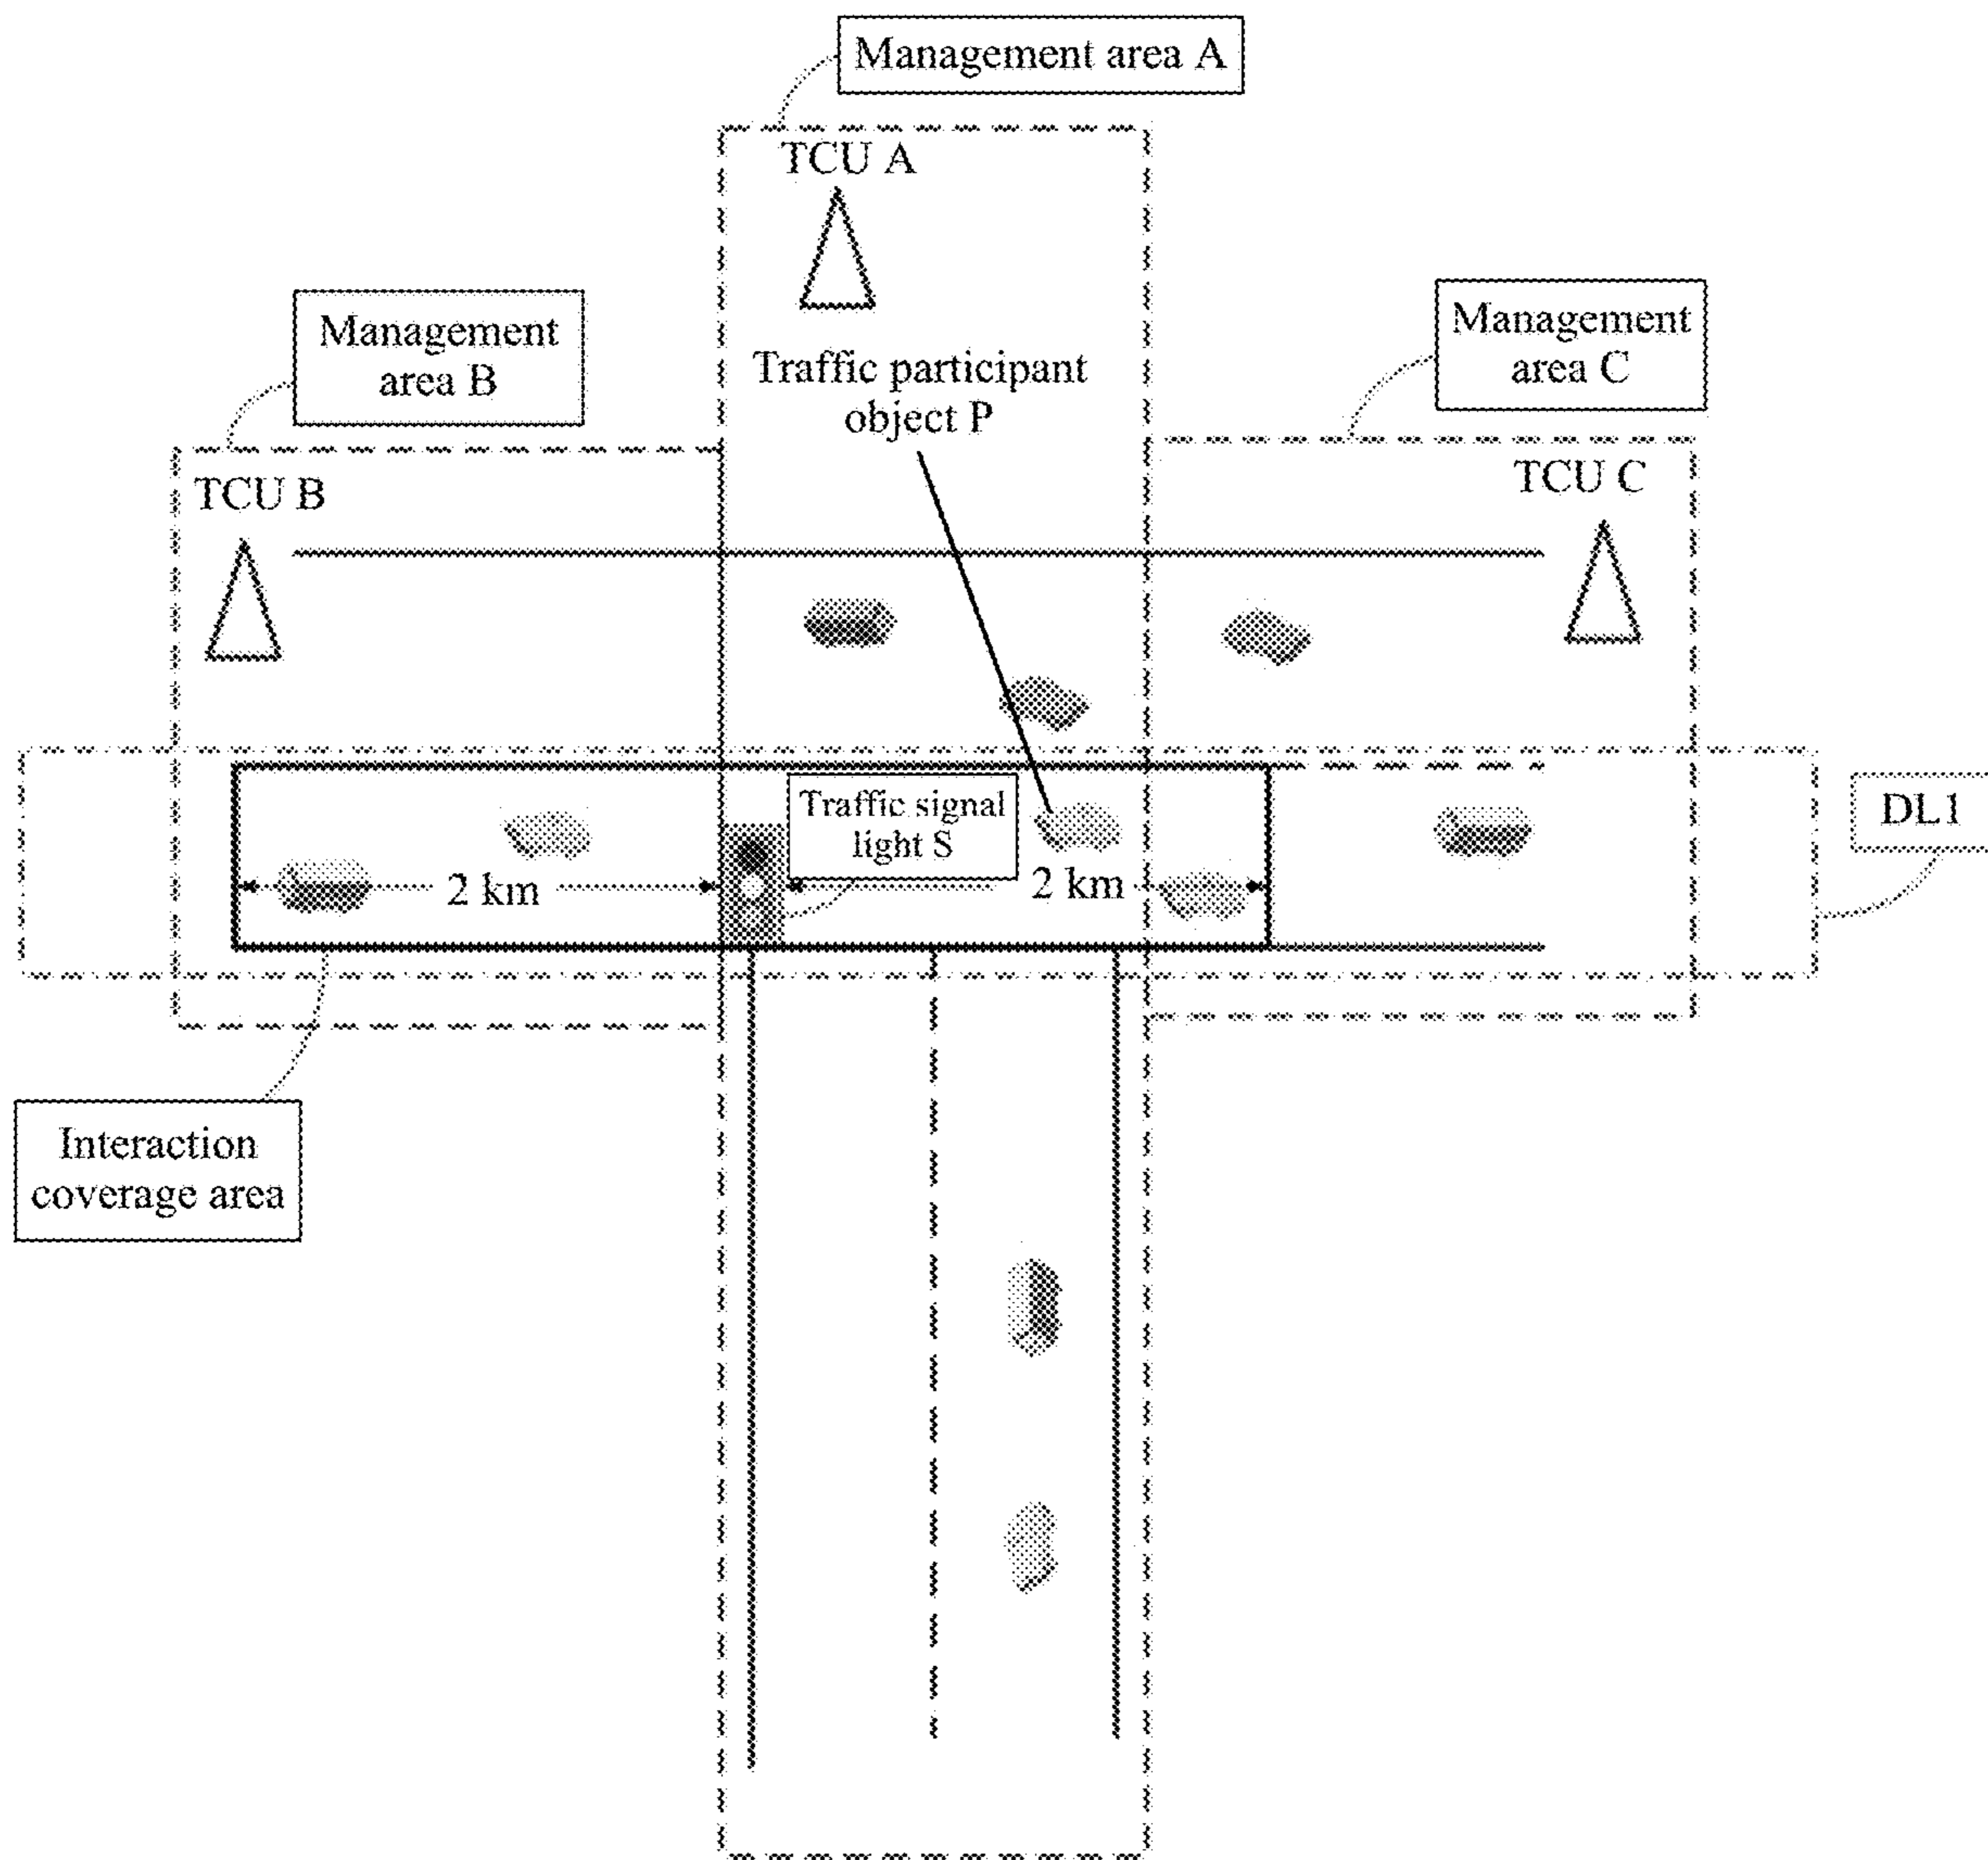 Management area A
TCU A
Management
area B
Management
area C
Traffic participant
object P
TCU B
TCU C
Traffic signal
light S
DL1
2 km
2 km
Interaction
coverage area